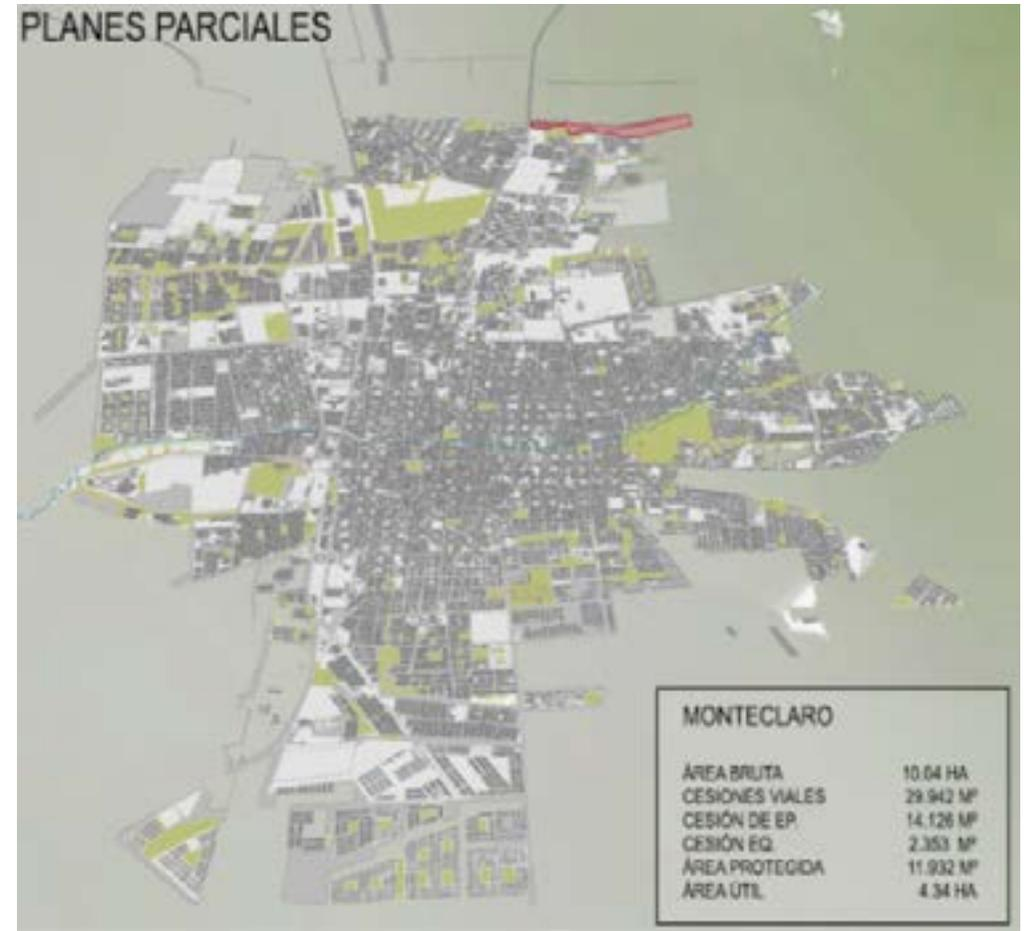 PLANES PARCIALES
MONTECLARO
ÁREA BRUTA 10.04 HA
CESIONES VIALES 29.942 M²
CESIÓN DE EP 14.126 M²
CESIÓN EQ. 2.353 M²
ÁREA PROTEGIDA 11.932 M²
ÁREA ÚTIL 4.34 HA